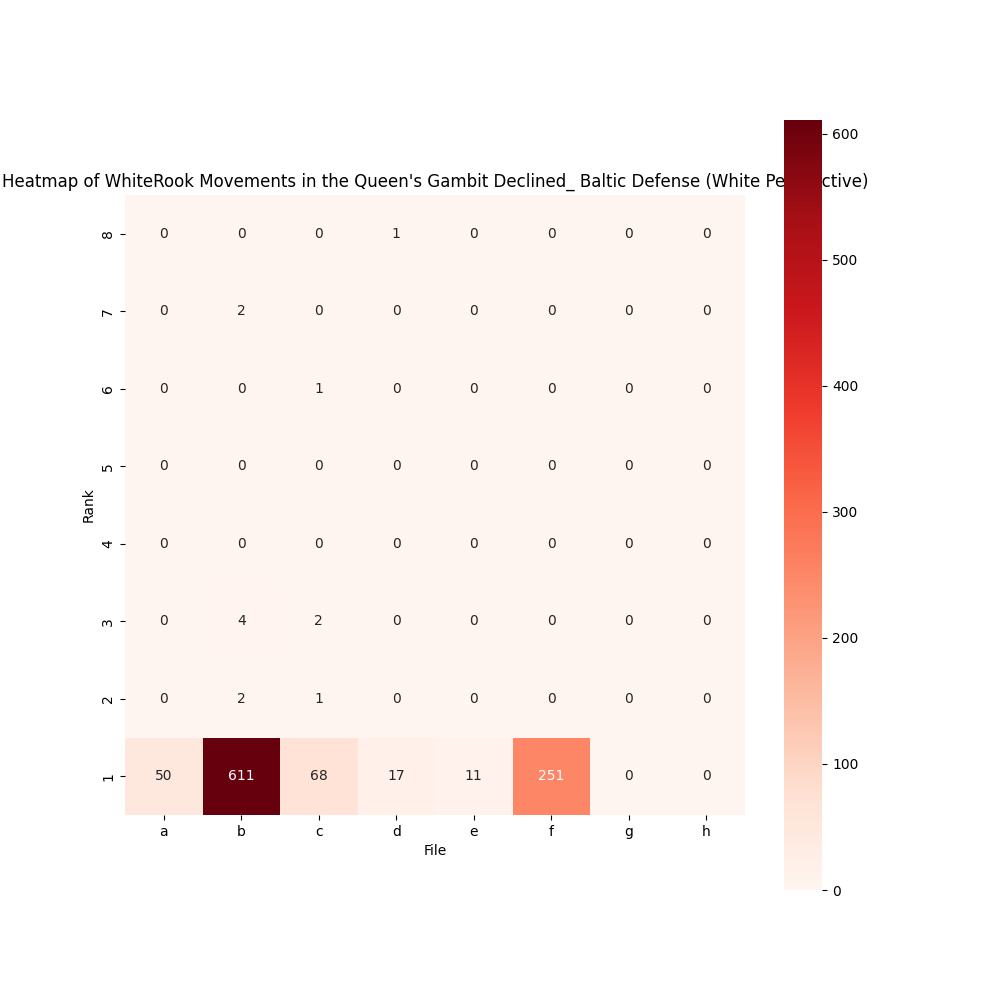 Heatmap of WhiteRook Movements in the Queen's Gambit Declined_ Baltic Defense (White Pe ctive)
600
8 0 0 0 1 0 0 0 0
500
7 0 2 0 0 0 0 0 0
6 0 0 1 0 0 0 0 0
400
5 0 0 0 0 0 0 0 0
Rank
300
4 0 0 0 0 0 0 0 0
3 0 4 2 0 0 0 0 0
200
2 0 2 1 0 0 0 0 0
100
1 50 611 68 17 11 251 0 0
a b c d e f g h
File
0